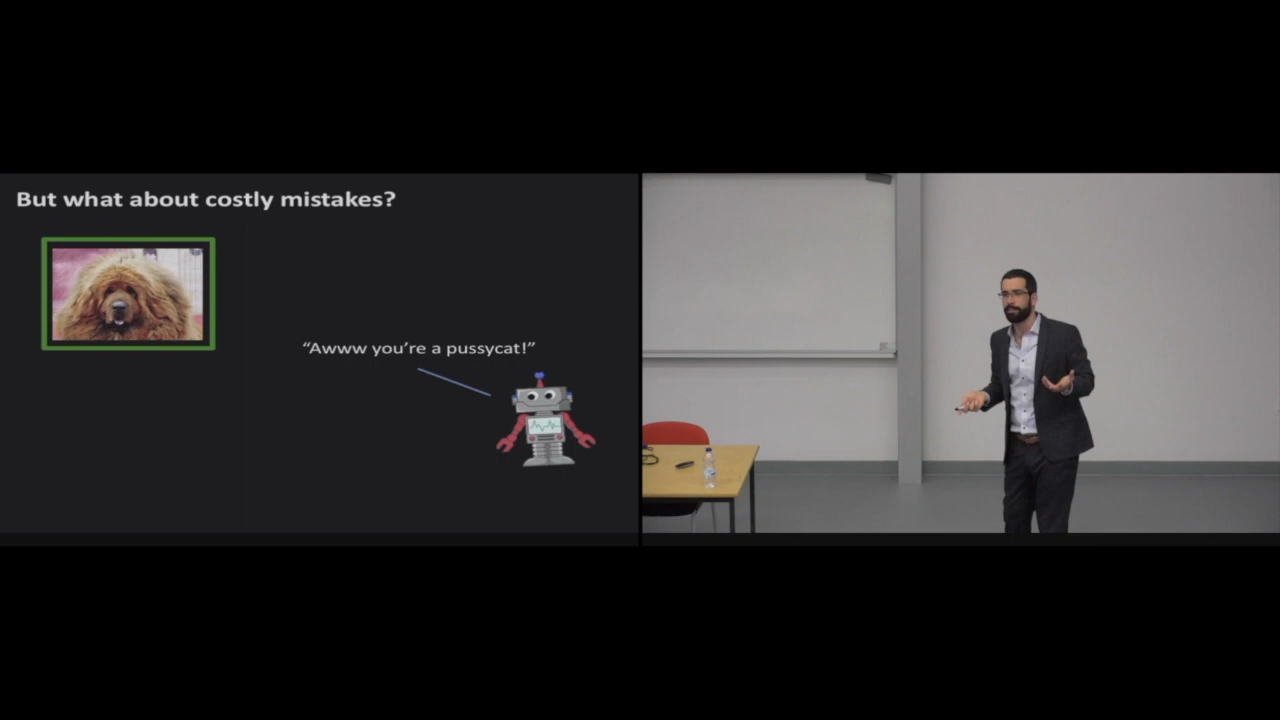 But what about costly mistakes?
“Awww you’re a pussycat!”